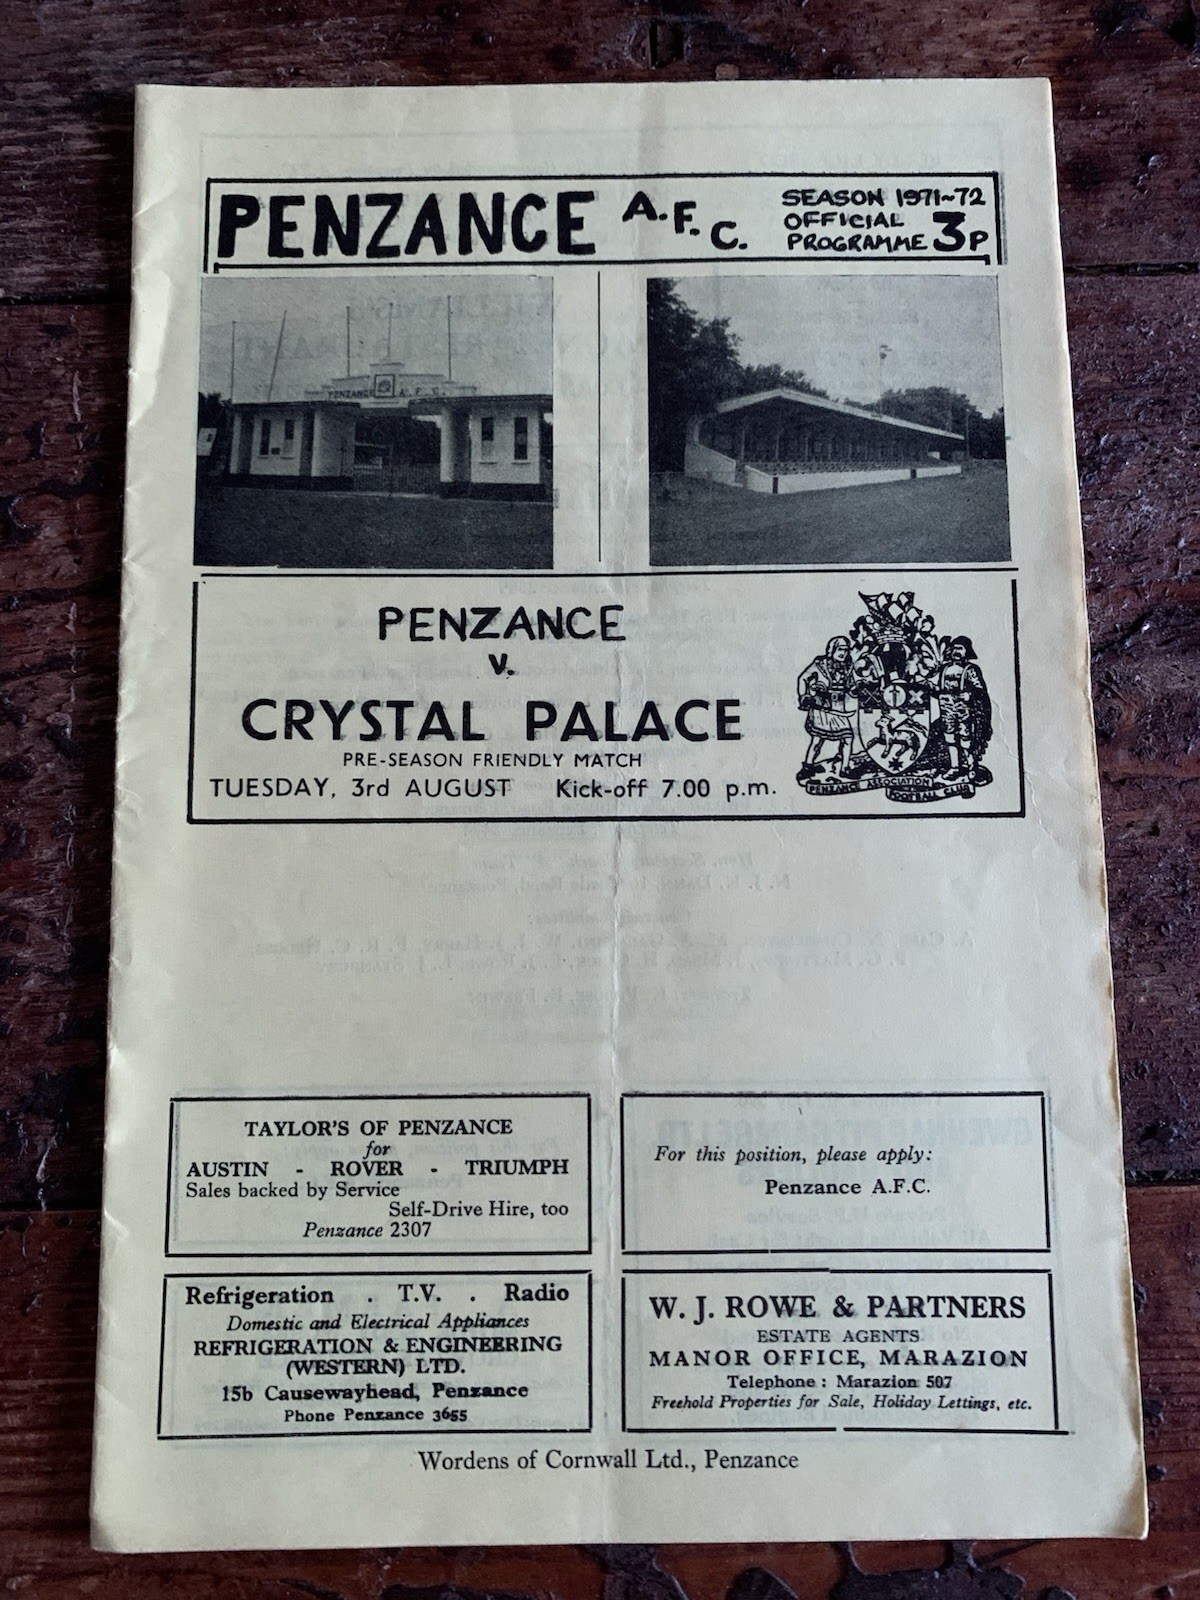 PENZANCE A.F.C.
SEASON 1971~72
OFFICIAL
PROGRAMME 3P
PENZANCE A.F.C.
PENZANCE
v.
CRYSTAL PALACE
PRE-SEASON FRIENDLY MATCH
TUESDAY, 3rd AUGUST Kick-off 7.00 p.m.
PENZANCE ASSOCIATION
FOOTBALL CLUB
TAYLOR'S OF PENZANCE
for
AUSTIN - ROVER - TRIUMPH
Sales backed by Service
Self-Drive Hire, too
Penzance 2307
For this position, please apply:
Penzance A.F.C.
Refrigeration . T.V. . Radio
Domestic and Electrical Appliances
REFRIGERATION & ENGINEERING
(WESTERN) LTD.
15b Causewayhead, Penzance
Phone Penzance 3655
W. J. ROWE & PARTNERS
ESTATE AGENTS
MANOR OFFICE, MARAZION
Telephone : Marazion 507
Freehold Properties for Sale, Holiday Lettings, etc.
Wordens of Cornwall Ltd., Penzance